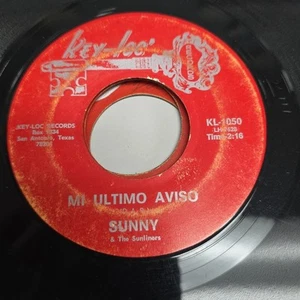 KEY-LOC
KEY-LOC RECORDS
San Antonio, Texas
KL-1050
Time-2:16
MI ULTIMO AVISO
SUNNY
& The Sunliners